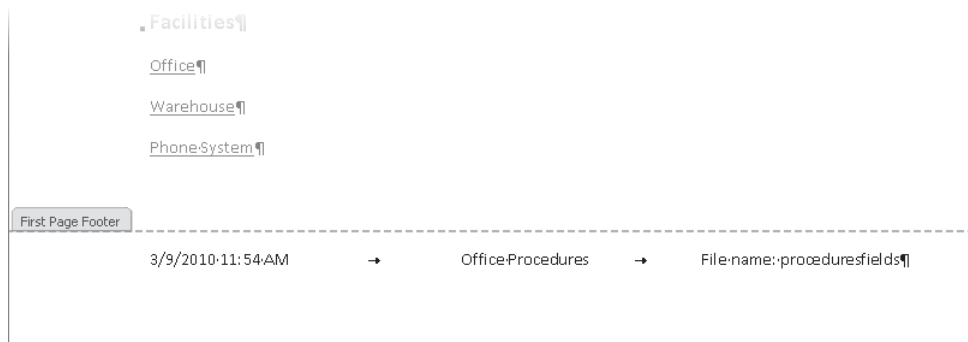 Facilities¶
Office¶
Warehouse¶
Phone·System¶
First Page Footer
3/9/2010·11:54·AM → Office·Procedures → File·name:·proceduresfields¶